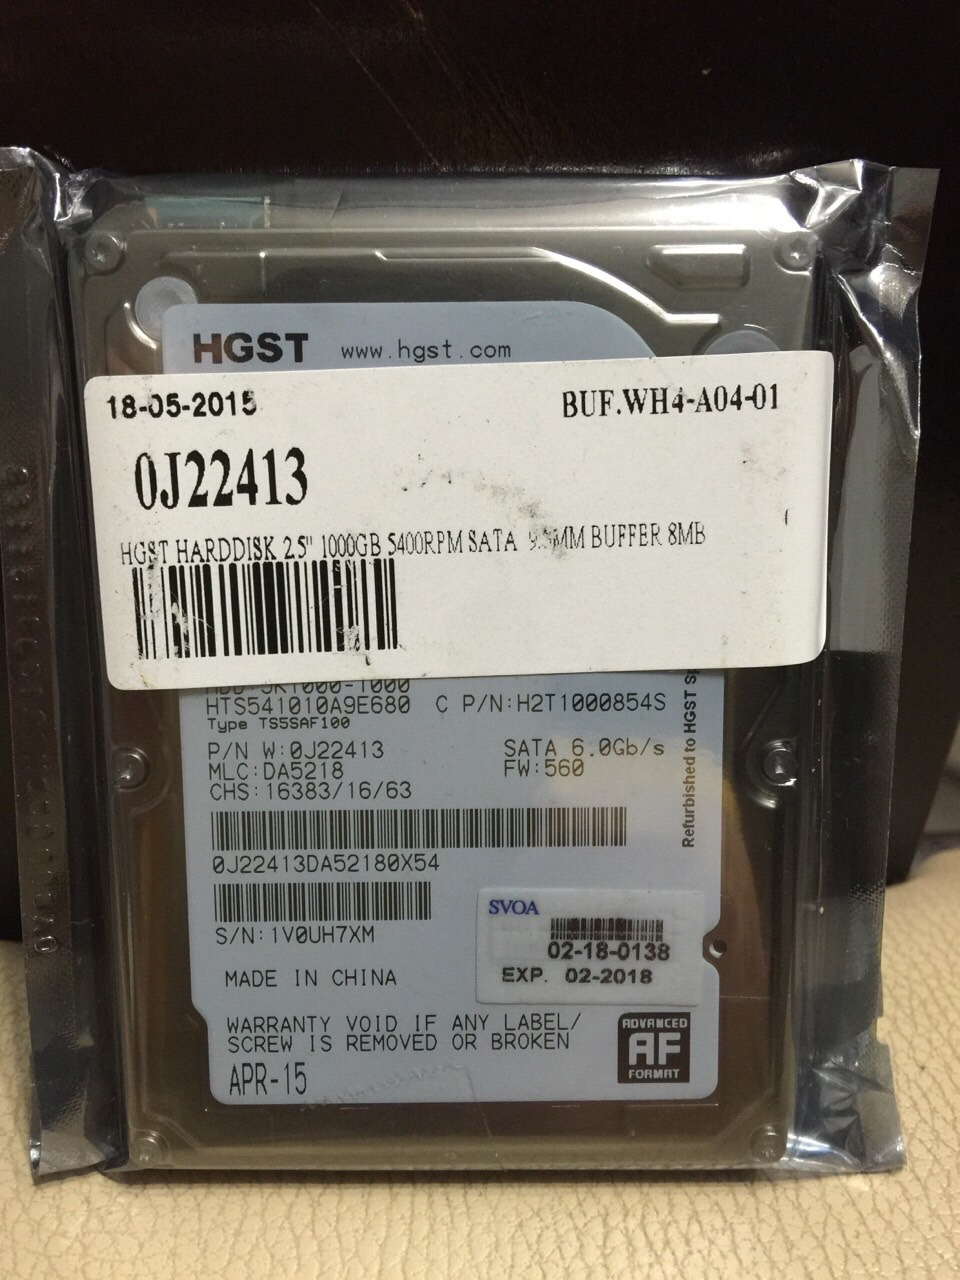 HGST www.hgst.com
18-05-2015 BUF.WH4-A04-01
0J22413
HGST HARDDISK 2.5" 1000GB 5400RPM SATA 9.5MM BUFFER 8MB
HTS541010A9E680 C P/N:H2T1000854S
Type TS5SAF100
P/N W:0J22413 SATA 6.0Gb/s
MLC:DA5218 FW:560
CHS:16383/16/63
Refurbished to HGST
0J22413DA52180X54
S/N:1V0UH7XM
SVOA
02-18-0138
EXP. 02-2018
MADE IN CHINA
WARRANTY VOID IF ANY LABEL/
SCREW IS REMOVED OR BROKEN
APR-15
ADVANCED
AF
FORMAT